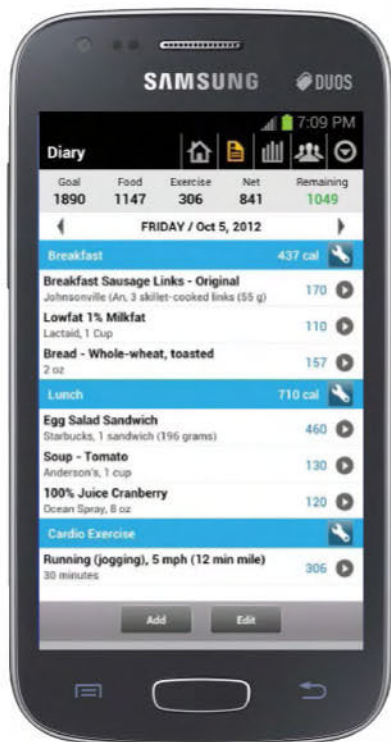 SAMSUNG DUOS
7:09 PM
Diary
Goal Food Exercise Net Remaining
1890 1147 306 841 1049
FRIDAY / Oct 5, 2012
Breakfast 437 cal
Breakfast Sausage Links - Original 170
Johnsonville (An, 3 skillet-cooked links (55 g)
Lowfat 1% Milkfat 110
Lactaid, 1 Cup
Bread - Whole-wheat, toasted 157
2 oz
Lunch 710 cal
Egg Salad Sandwich 460
Starbucks, 1 sandwich (196 grams)
Soup - Tomato 130
Anderson's, 1 cup
100% Juice Cranberry 120
Ocean Spray, 8 oz
Cardio Exercise
Running (jogging), 5 mph (12 min mile) 306
30 minutes
Add Edit